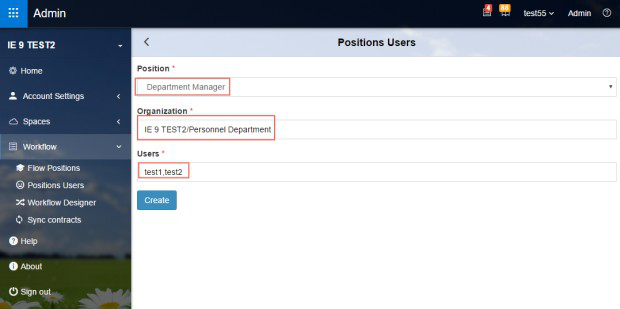 Admin
4
88
test55
Admin
IE 9 TEST2
Home
Account Settings
Spaces
Workflow
Flow Positions
Positions Users
Workflow Designer
Sync contracts
Help
About
Sign out
Positions Users
Position *
Department Manager
Organization *
IE 9 TEST2/Personnel Department
Users *
test1,test2
Create